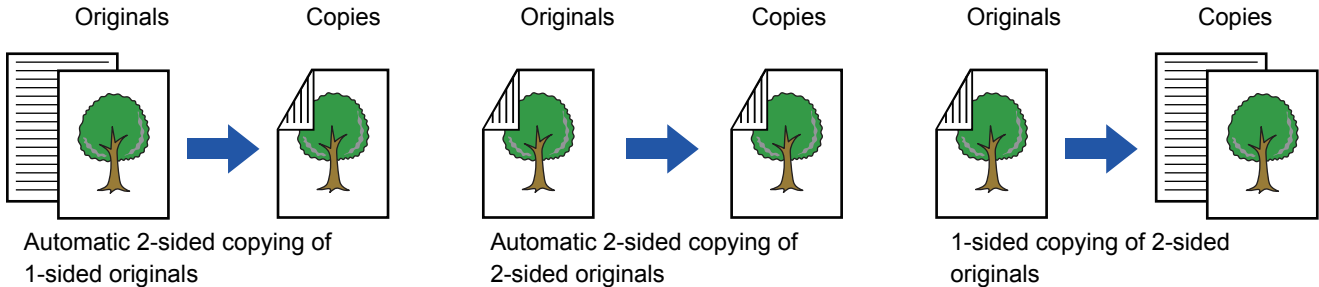 Originals
Copies
Originals
Copies
Originals
Copies
Automatic 2-sided copying of
1-sided originals
Automatic 2-sided copying of
2-sided originals
1-sided copying of 2-sided
originals